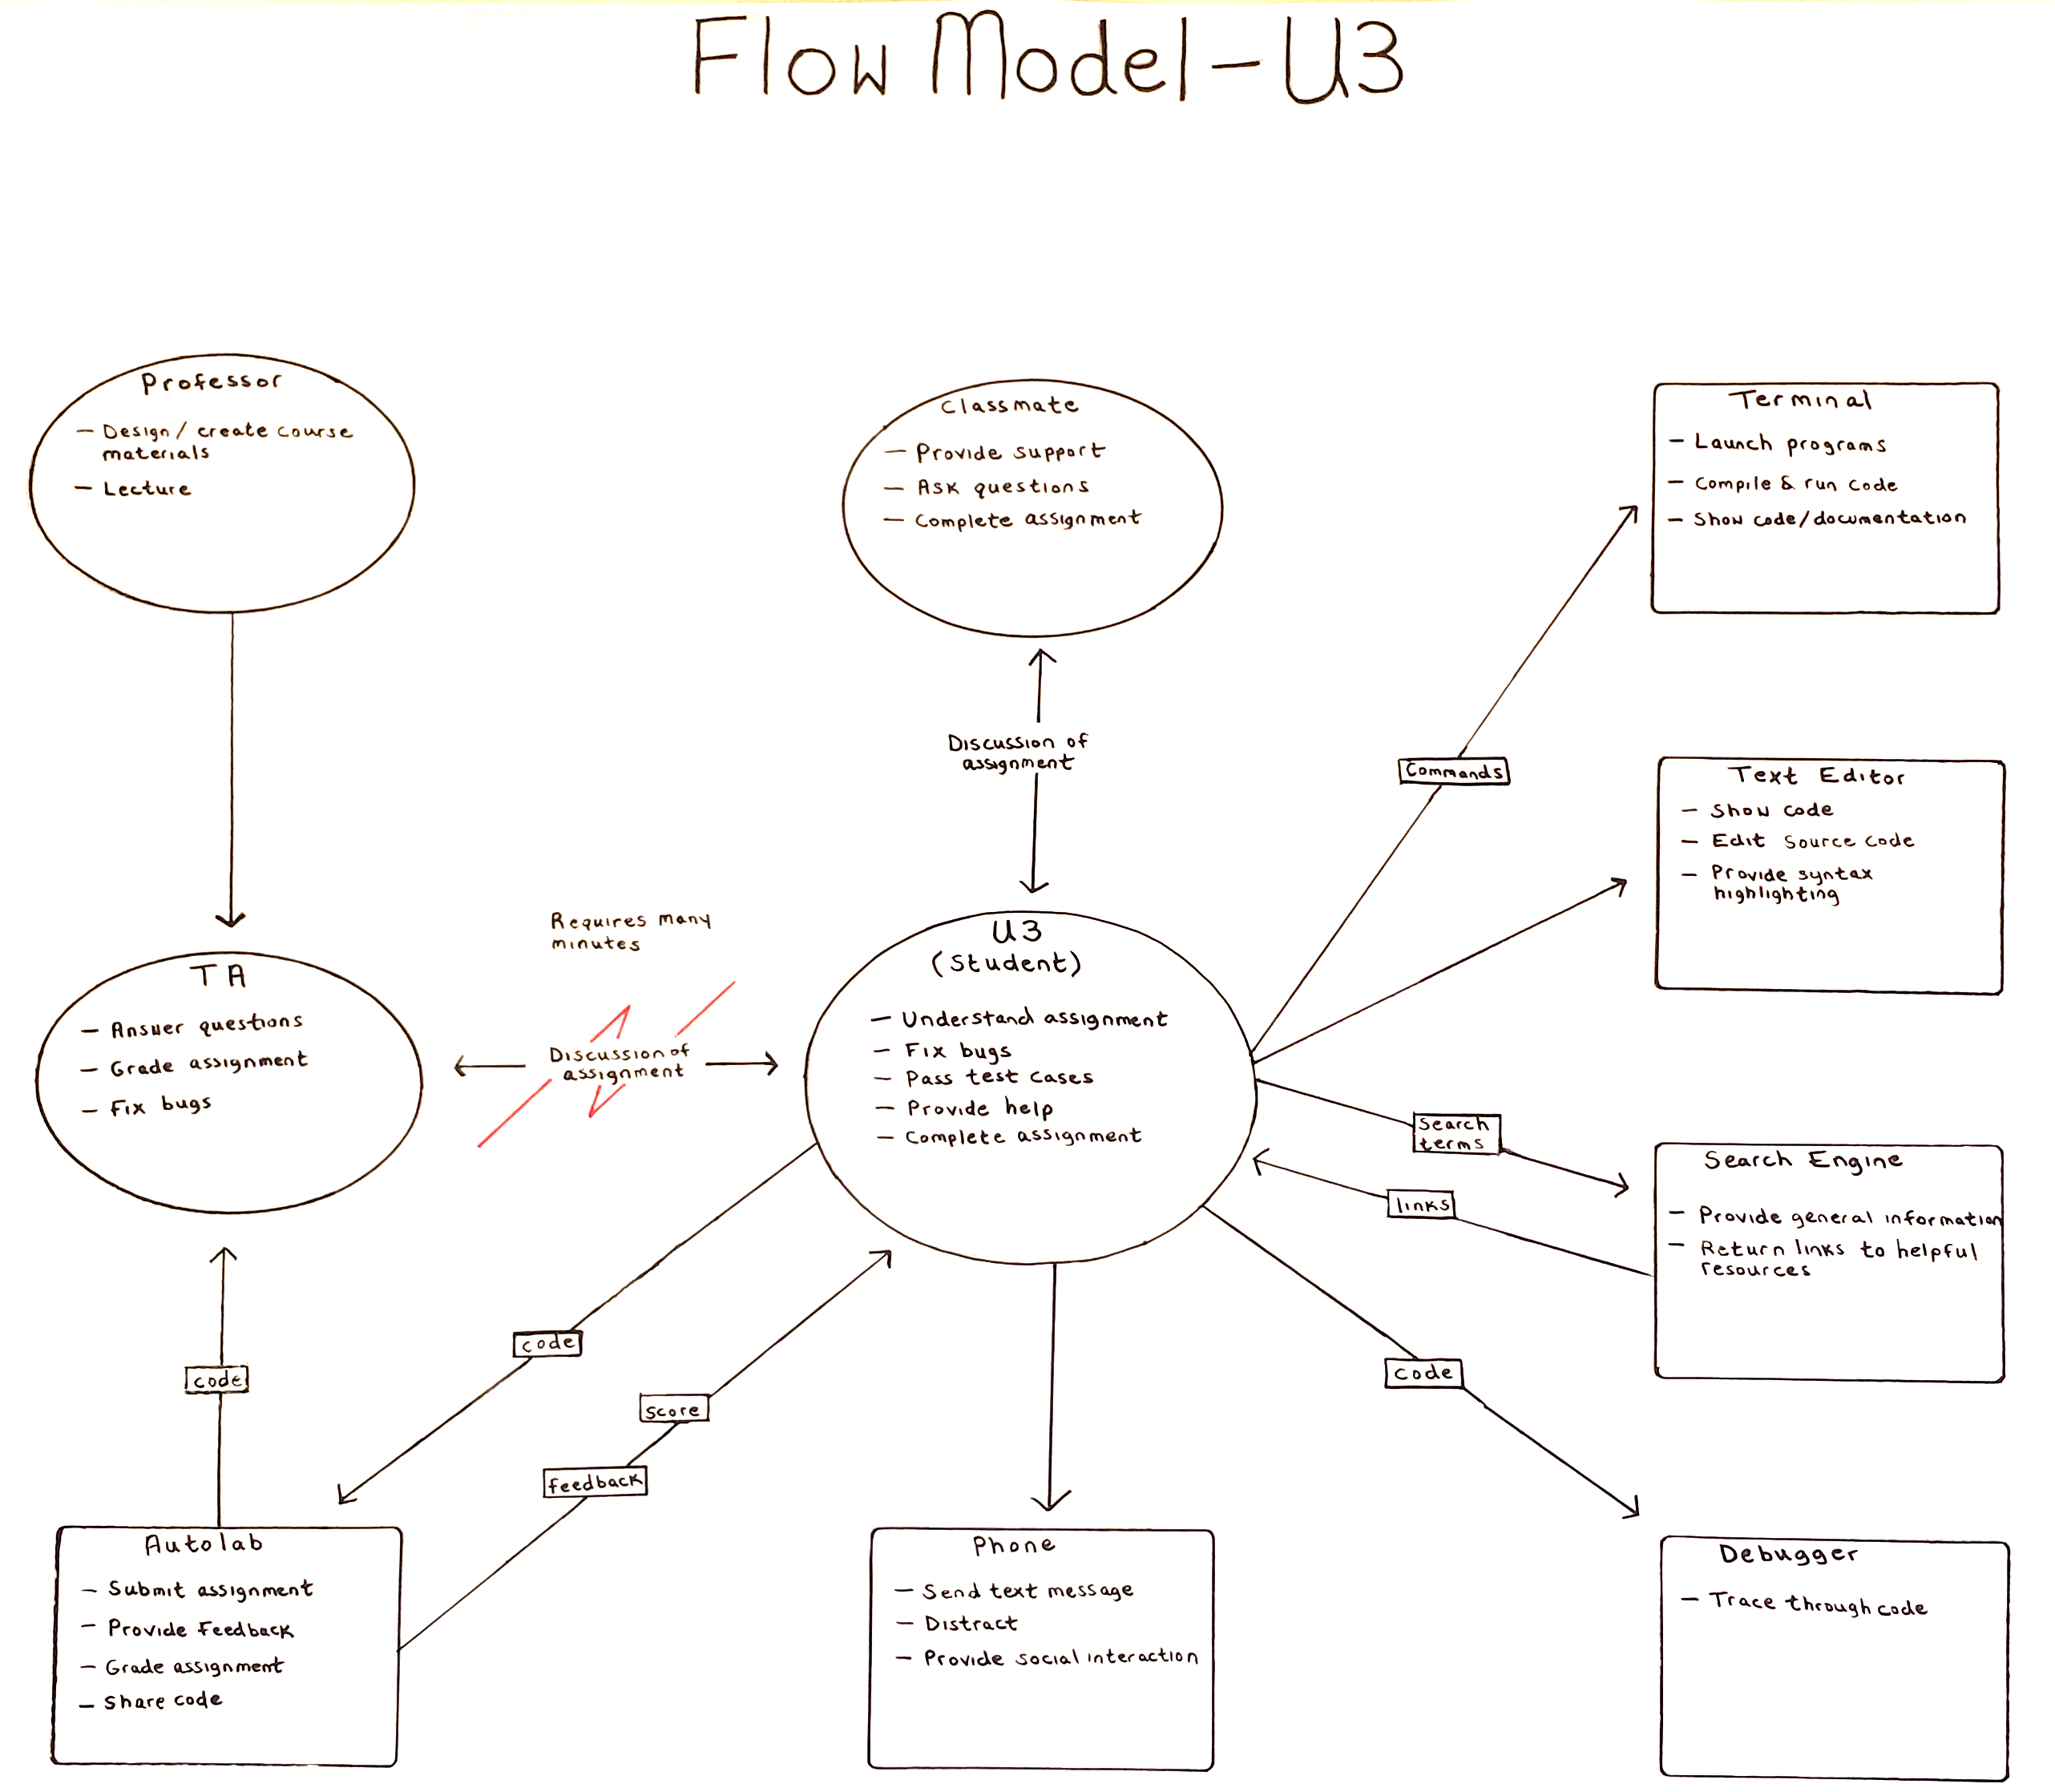 Flow Model - U3
Professor
- Design / create course
materials
- Lecture
Classmate
- Provide support
- Ask questions
- Complete assignment
Terminal
- Launch programs
- Compile & run code
- Show code/documentation
Discussion of
assignment
Commands
Text Editor
- Show code
- Edit source code
- Provide syntax
highlighting
Requires many
minutes
TA
- Answer questions
- Grade assignment
- Fix bugs
Discussion of
assignment
U3
(Student)
- Understand assignment
- Fix bugs
- Pass test cases
- Provide help
- Complete assignment
Search
terms
links
Search Engine
- Provide general information
- Return links to helpful
resources
code
code
score
feedback
code
Autolab
- Submit assignment
- Provide feedback
- Grade assignment
- Share code
Phone
- Send text message
- Distract
- Provide social interaction
Debugger
- Trace through code